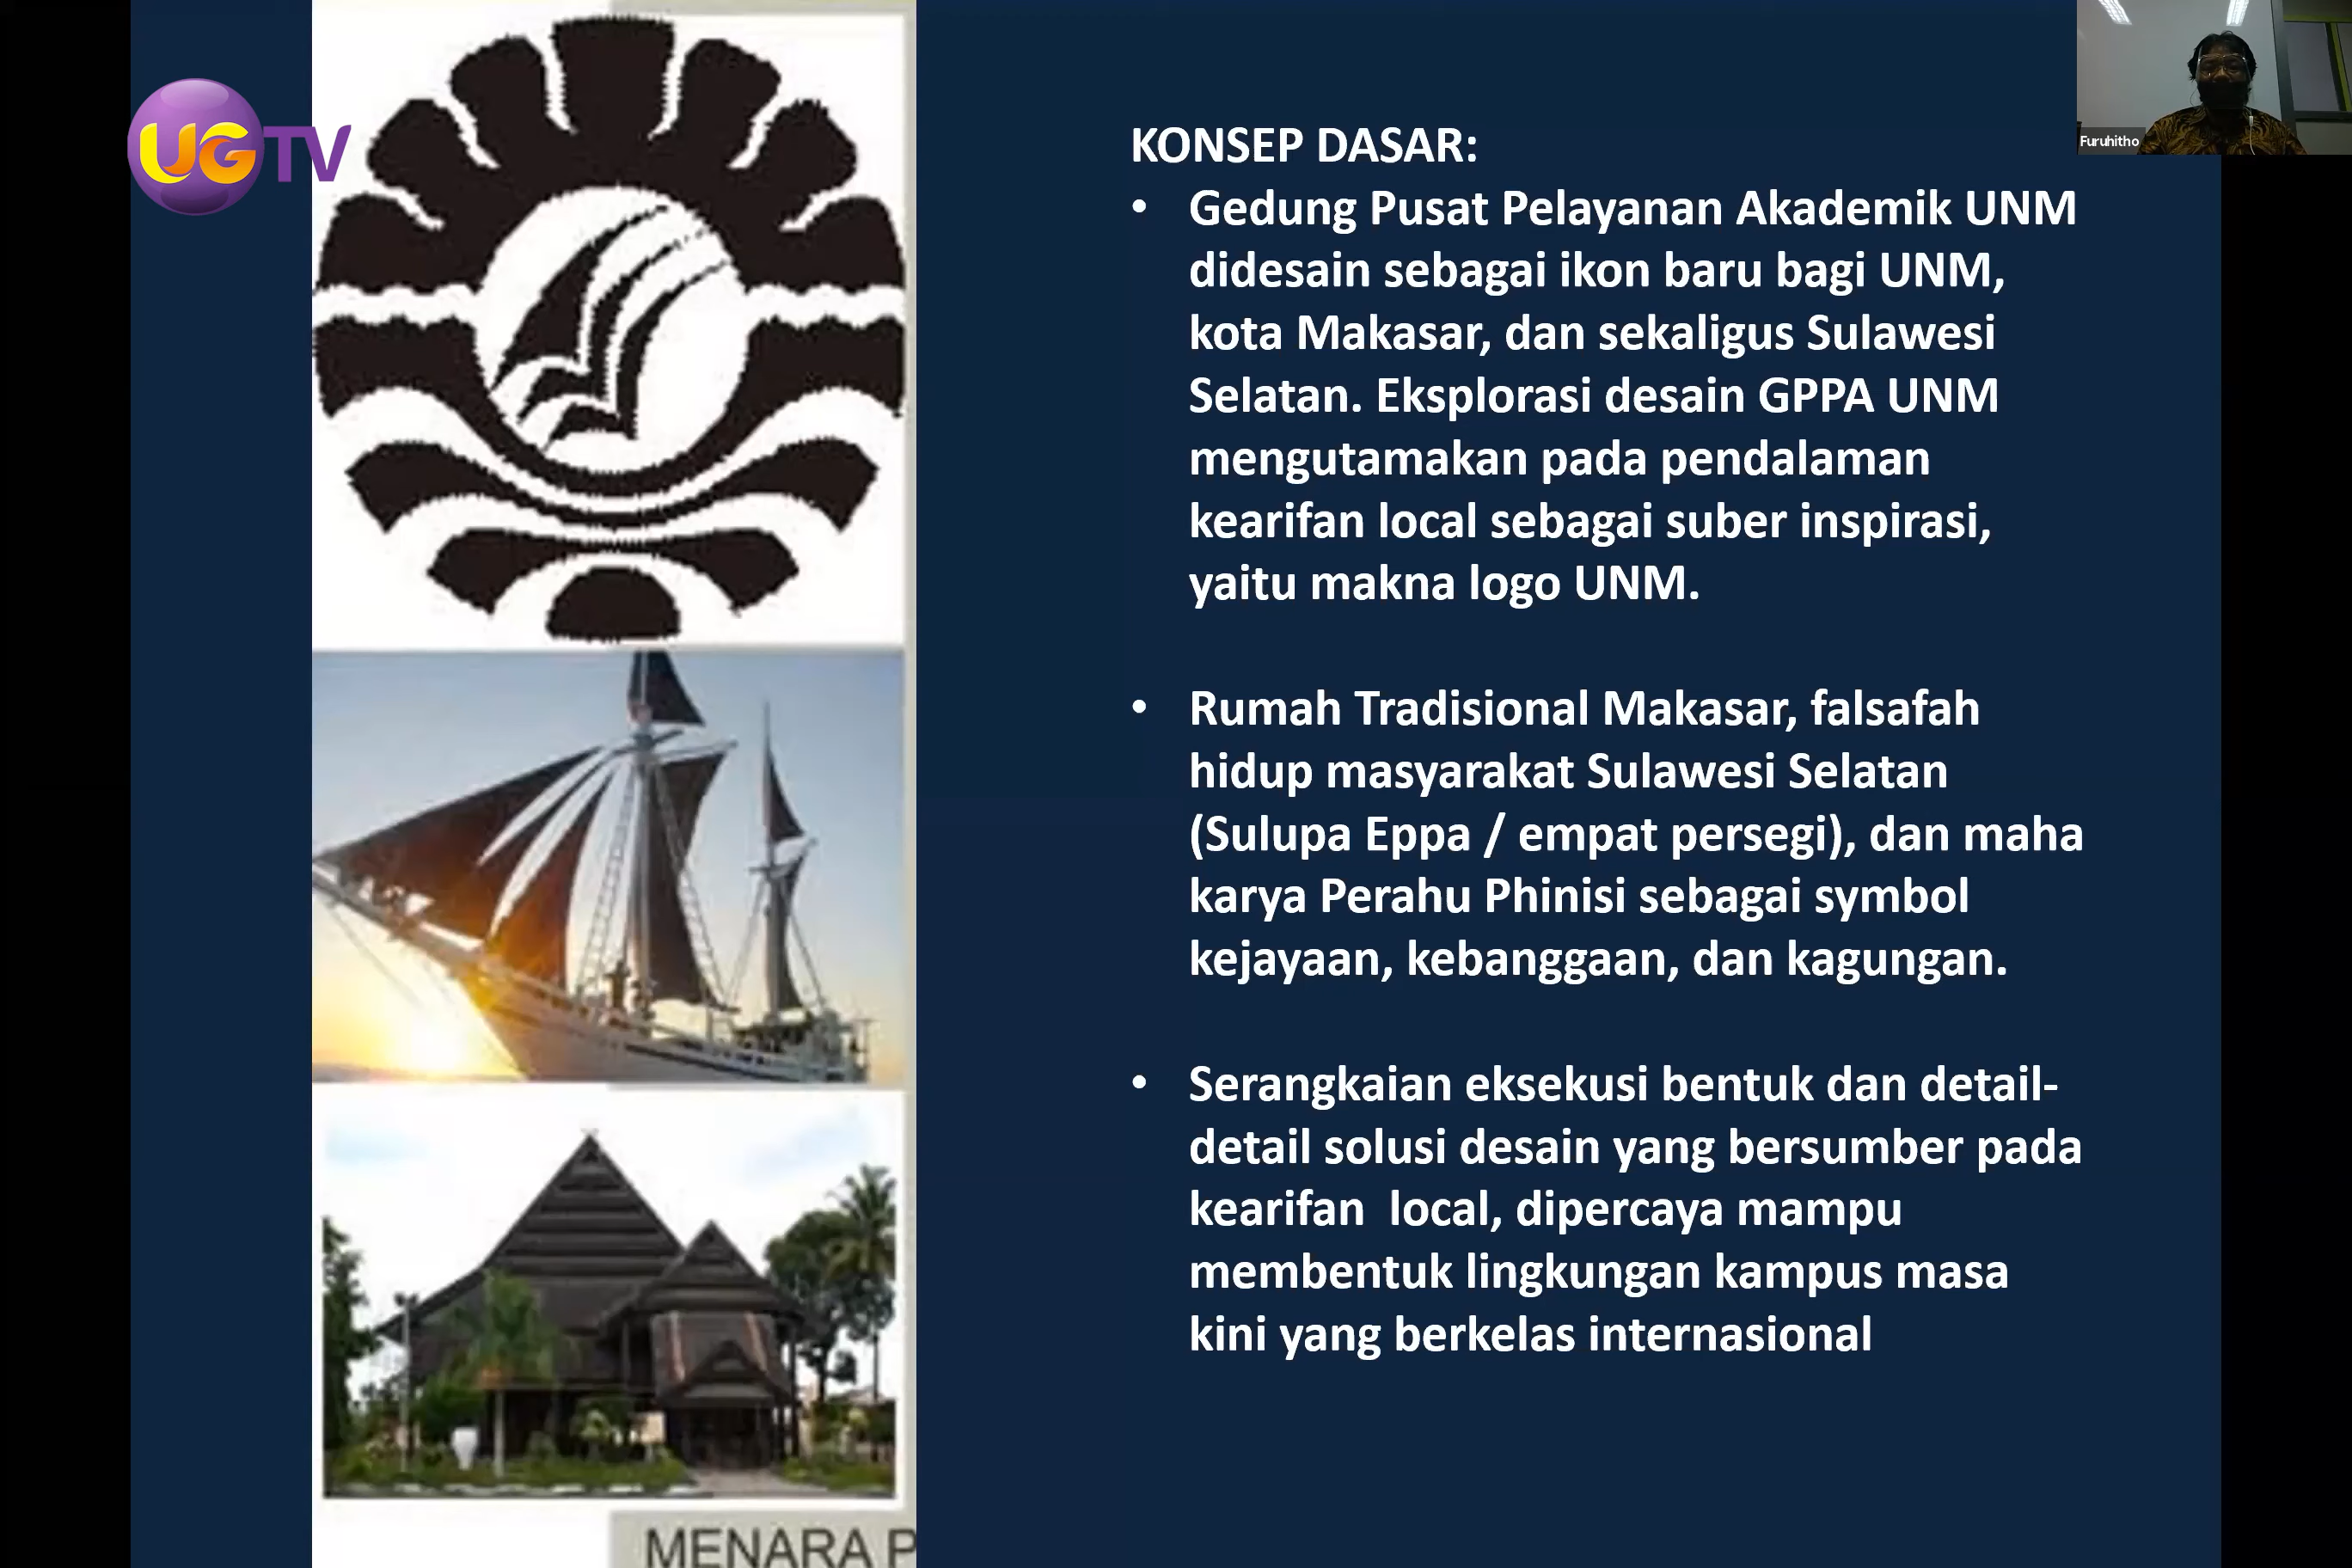 UGTV
Furuhitho
KONSEP DASAR:
• Gedung Pusat Pelayanan Akademik UNM
didesain sebagai ikon baru bagi UNM,
kota Makasar, dan sekaligus Sulawesi
Selatan. Eksplorasi desain GPPA UNM
mengutamakan pada pendalaman
kearifan local sebagai suber inspirasi,
yaitu makna logo UNM.
• Rumah Tradisional Makasar, falsafah
hidup masyarakat Sulawesi Selatan
(Sulupa Eppa / empat persegi), dan maha
karya Perahu Phinisi sebagai symbol
kejayaan, kebanggaan, dan kagungan.
• Serangkaian eksekusi bentuk dan detail-
detail solusi desain yang bersumber pada
kearifan  local, dipercaya mampu
membentuk lingkungan kampus masa
kini yang berkelas internasional
MENARA P